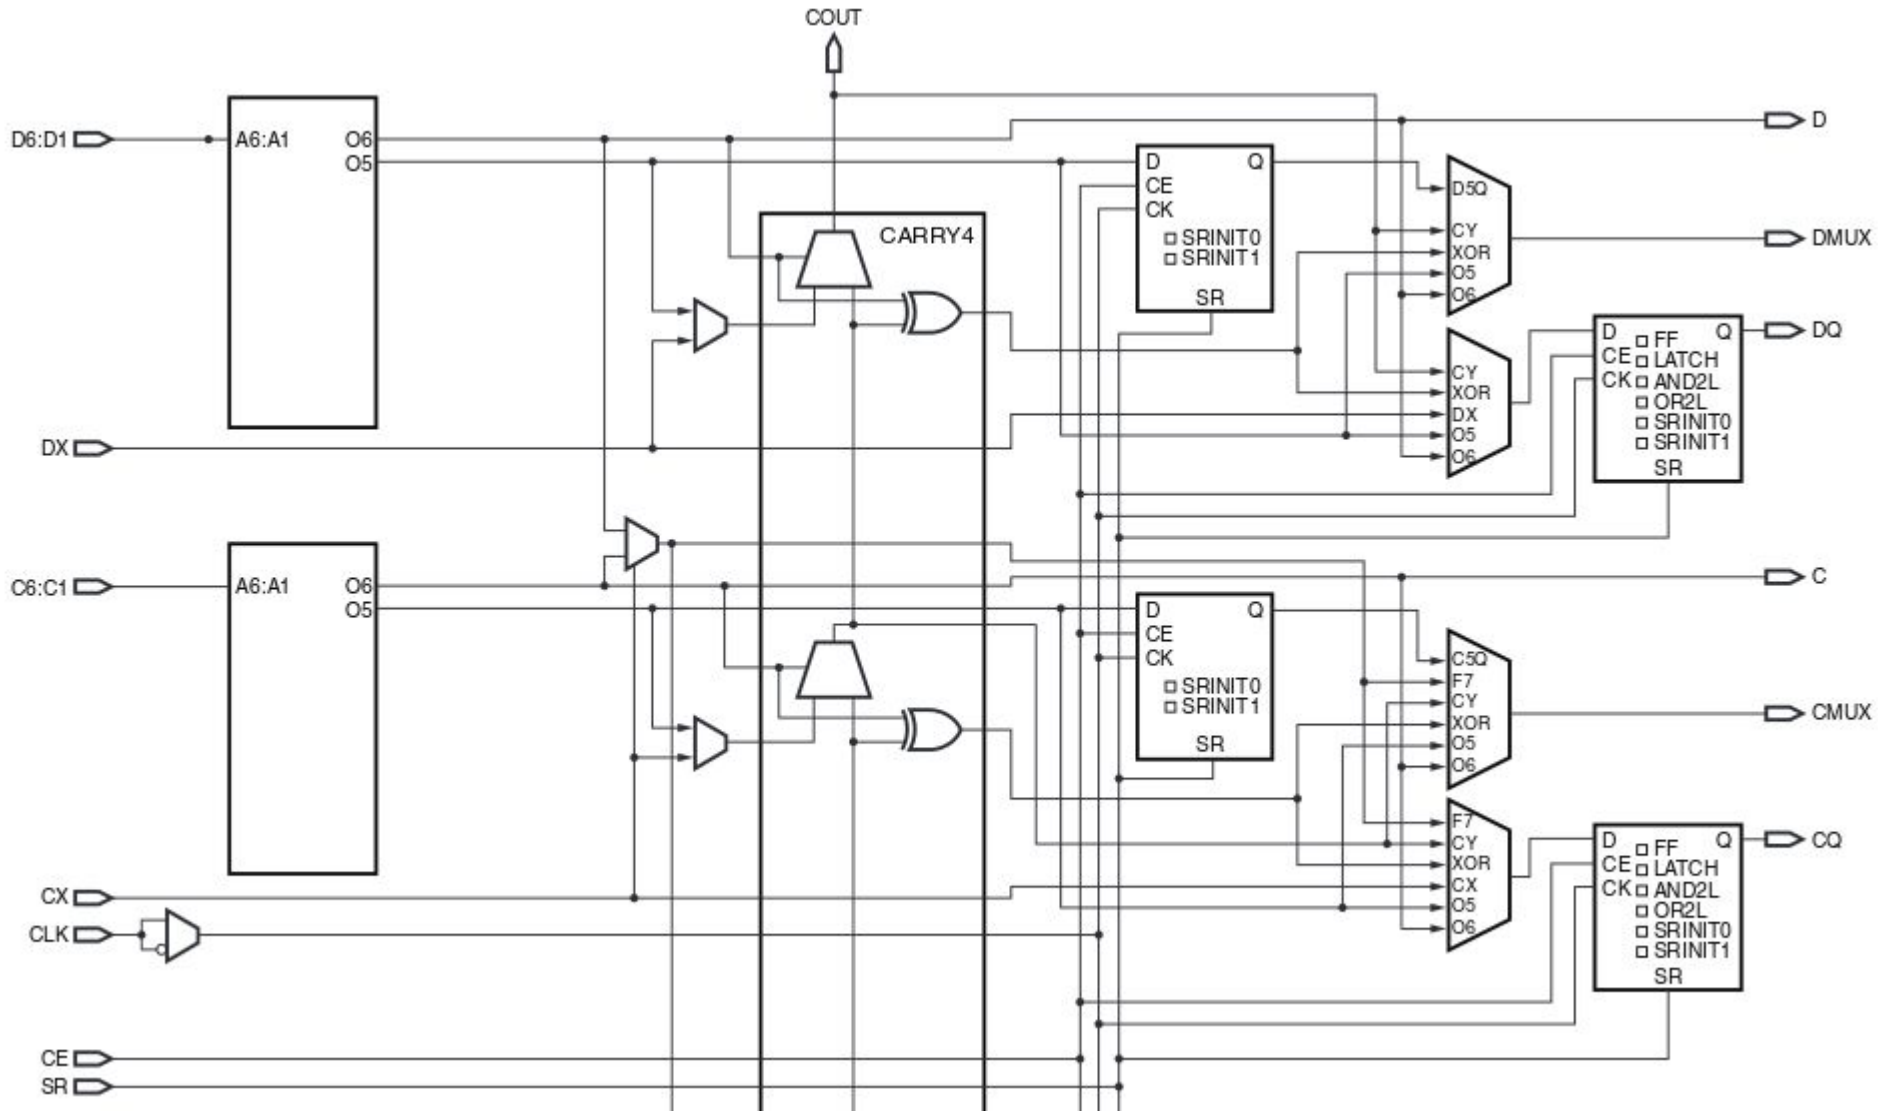 COUT
D6:D1
A6:A1
O6
O5
D
D
CE
CK
Q
SRINIT0
SRINIT1
SR
D5Q
CY
XOR
O5
O6
DMUX
CARRY4
CY
XOR
DX
O5
O6
D
CE
CK
Q
FF
LATCH
AND2L
OR2L
SRINIT0
SRINIT1
SR
DQ
DX
C6:C1
A6:A1
O6
O5
C
D
CE
CK
Q
SRINIT0
SRINIT1
SR
C5Q
F7
CY
XOR
O5
O6
CMUX
F7
CY
XOR
CX
O5
O6
D
CE
CK
Q
FF
LATCH
AND2L
OR2L
SRINIT0
SRINIT1
SR
CQ
CX
CLK
CE
SR